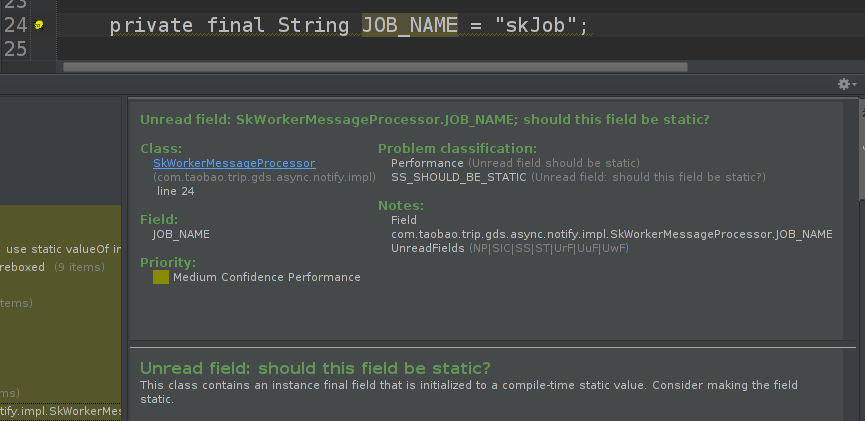 23
24 private final String JOB_NAME = "skJob";
25
Unread field: SkWorkerMessageProcessor.JOB_NAME; should this field be static?
Class:
SkWorkerMessageProcessor
(com.taobao.trip.gds.async.notify.impl)
line 24
Field:
JOB_NAME
Priority:
Medium Confidence Performance
Problem classification:
Performance (Unread field should be static)
SS_SHOULD_BE_STATIC (Unread field: should this field be static?)
Notes:
Field
com.taobao.trip.gds.async.notify.impl.SkWorkerMessageProcessor.JOB_NAME
UnreadFields (NP|SIC|SS|ST|UrF|UuF|UwF)
use static valueOf in
reboxed (9 items)
tems)
ms)
tify.impl.SkWorkerMes
Unread field: should this field be static?
This class contains an instance final field that is initialized to a compile-time static value. Consider making the field
static.